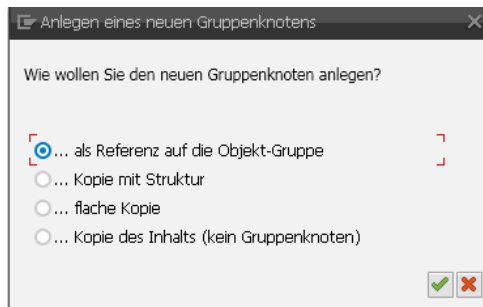 Anlegen eines neuen Gruppenknotens
Wie wollen Sie den neuen Gruppenknoten anlegen?
... als Referenz auf die Objekt-Gruppe
... Kopie mit Struktur
... flache Kopie
... Kopie des Inhalts (kein Gruppenknoten)